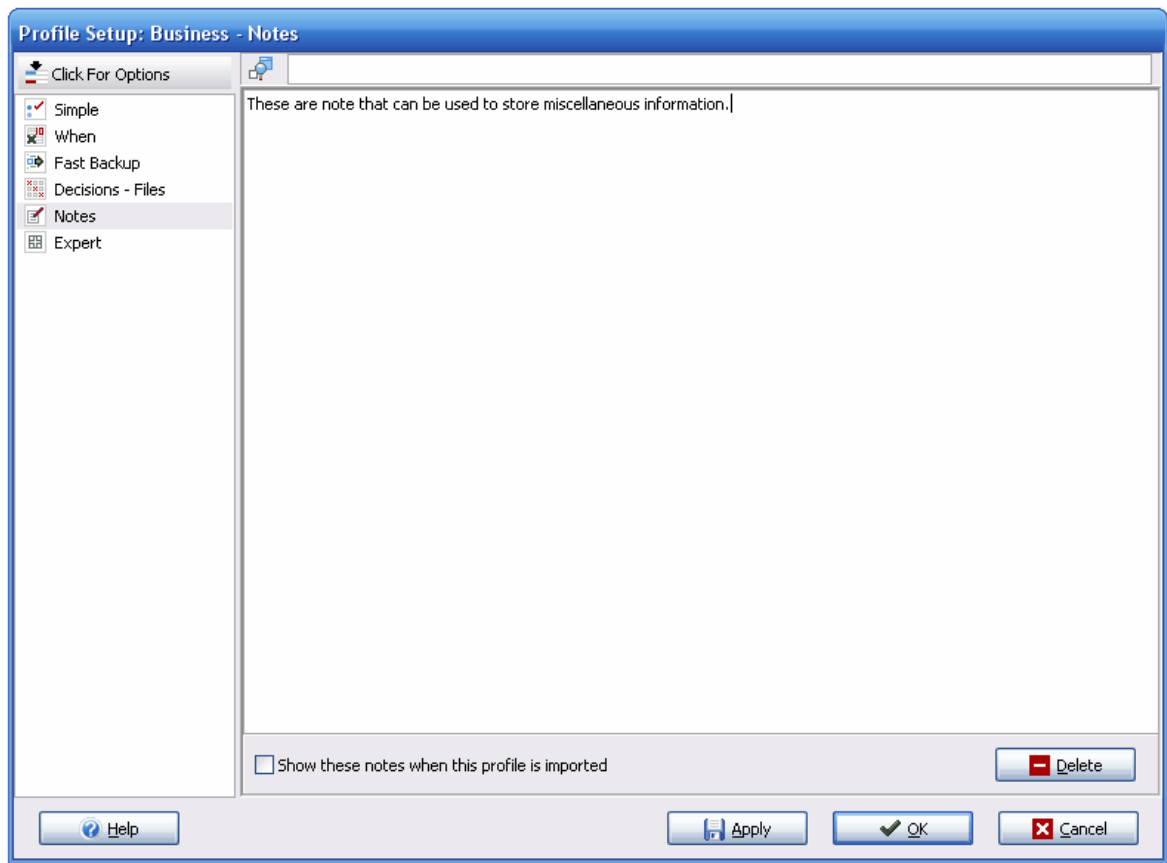 Profile Setup: Business - Notes
Click For Options
Simple
When
Fast Backup
Decisions - Files
Notes
Expert
These are note that can be used to store miscellaneous information.
Show these notes when this profile is imported
Delete
Help
Apply
OK
Cancel